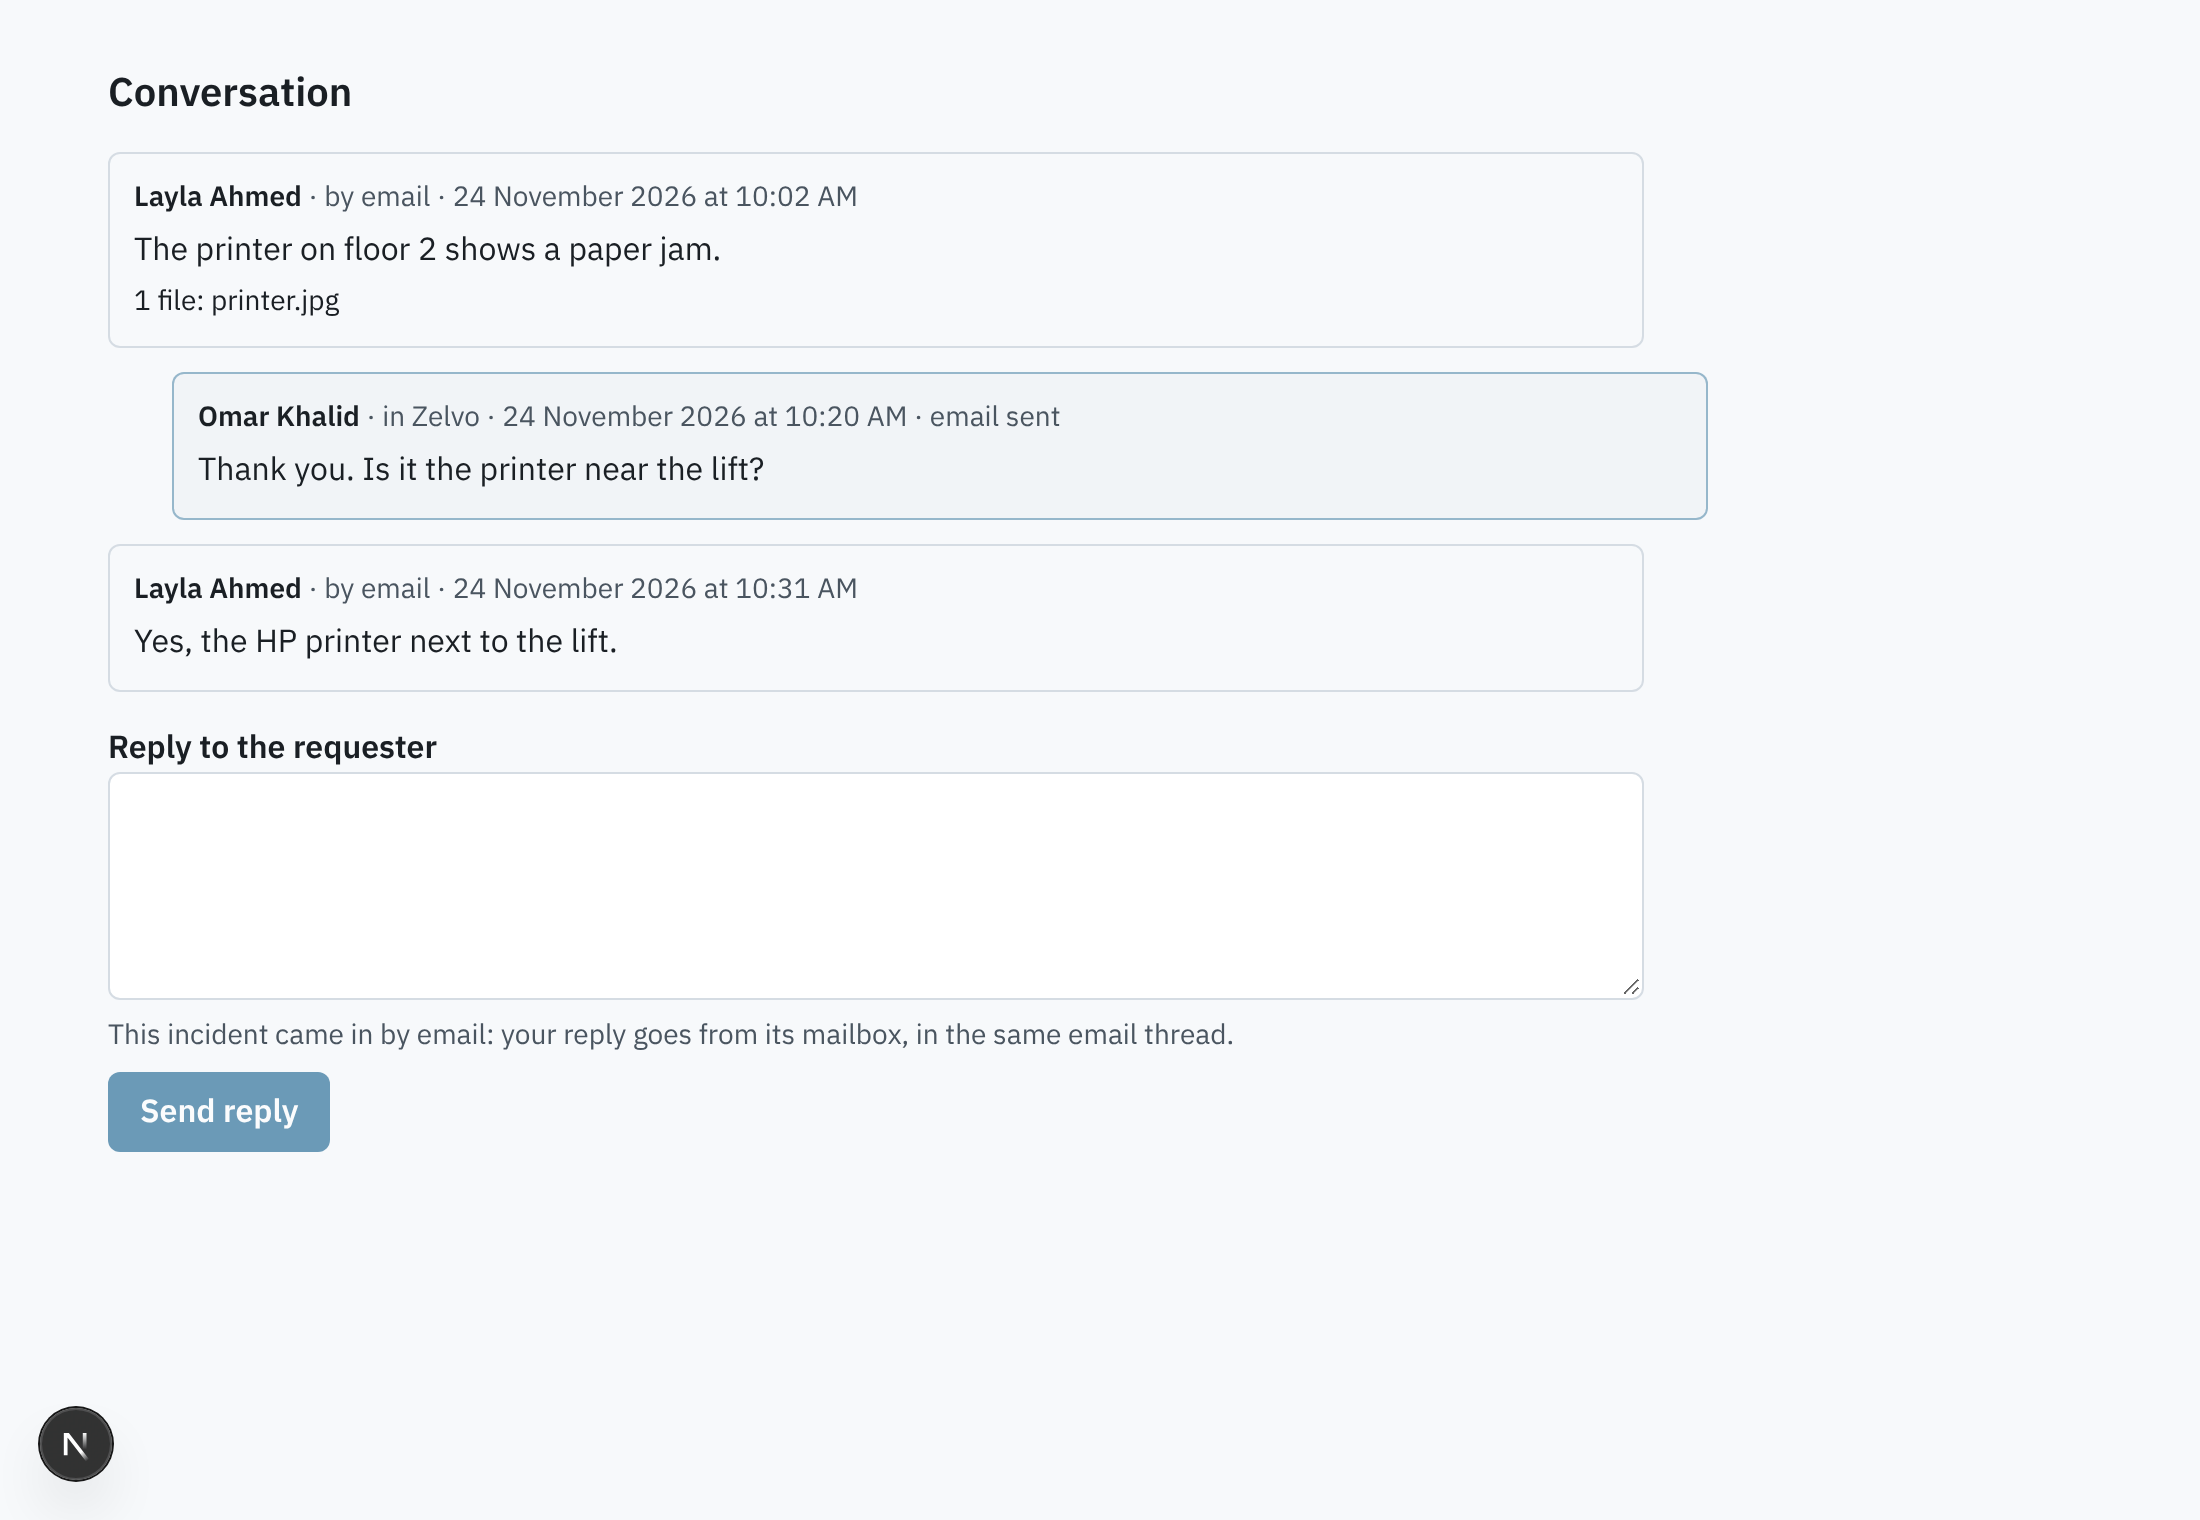 Conversation
Layla Ahmed · by email · 24 November 2026 at 10:02 AM
The printer on floor 2 shows a paper jam.
1 file: printer.jpg
Omar Khalid · in Zelvo · 24 November 2026 at 10:20 AM · email sent
Thank you. Is it the printer near the lift?
Layla Ahmed · by email · 24 November 2026 at 10:31 AM
Yes, the HP printer next to the lift.
Reply to the requester
This incident came in by email: your reply goes from its mailbox, in the same email thread.
Send reply
N